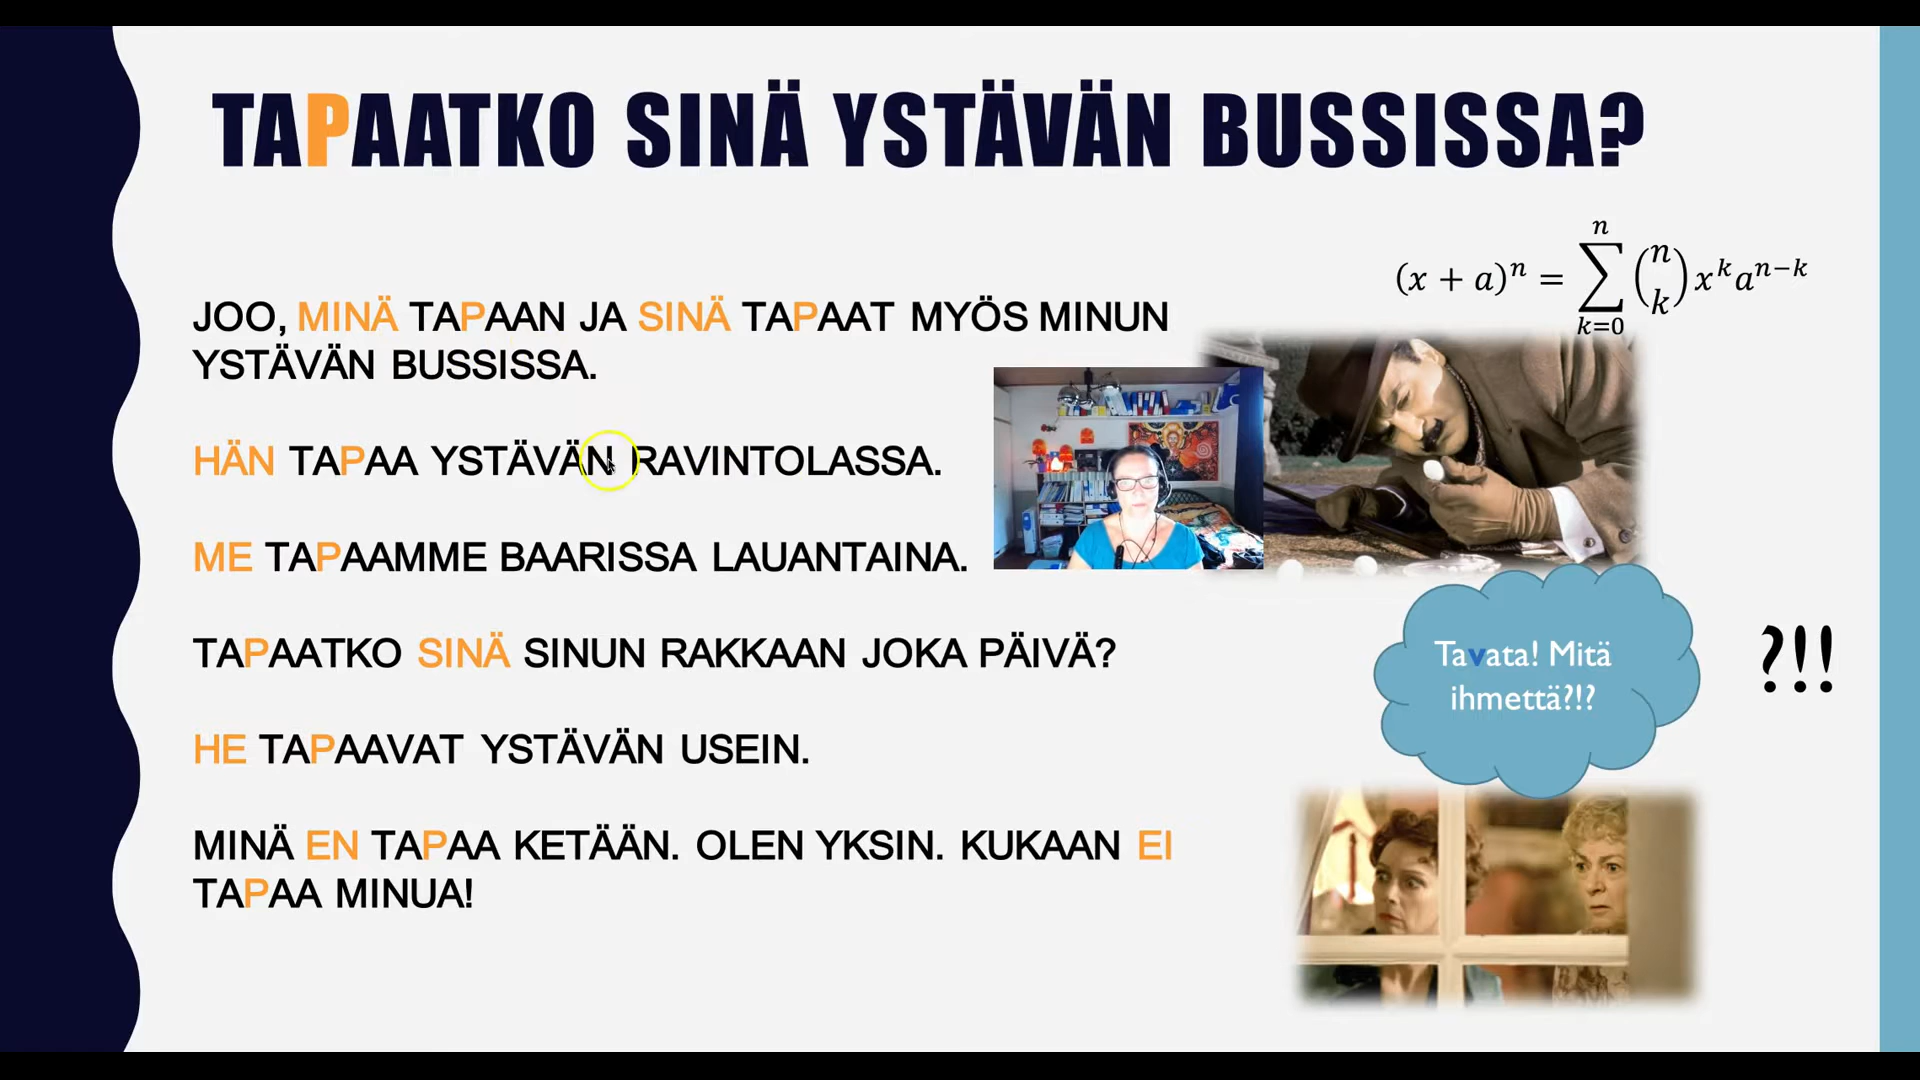 TAPAATKO SINÄ YSTÄVÄN BUSSISSA?
(x + a)^n = ∑_{k=0}^{n} (n k) x^k a^{n−k}
JOO, MINÄ TAPAAN JA SINÄ TAPAAT MYÖS MINUN
YSTÄVÄN BUSSISSA.
HÄN TAPAA YSTÄVÄN RAVINTOLASSA.
ME TAPAAMME BAARISSA LAUANTAINA.
TAPAATKO SINÄ SINUN RAKKAAN JOKA PÄIVÄ?
HE TAPAAVAT YSTÄVÄN USEIN.
MINÄ EN TAPAA KETÄÄN. OLEN YKSIN. KUKAAN EI
TAPAA MINUA!
Tavata! Mitä
ihmettä?!?
?!!